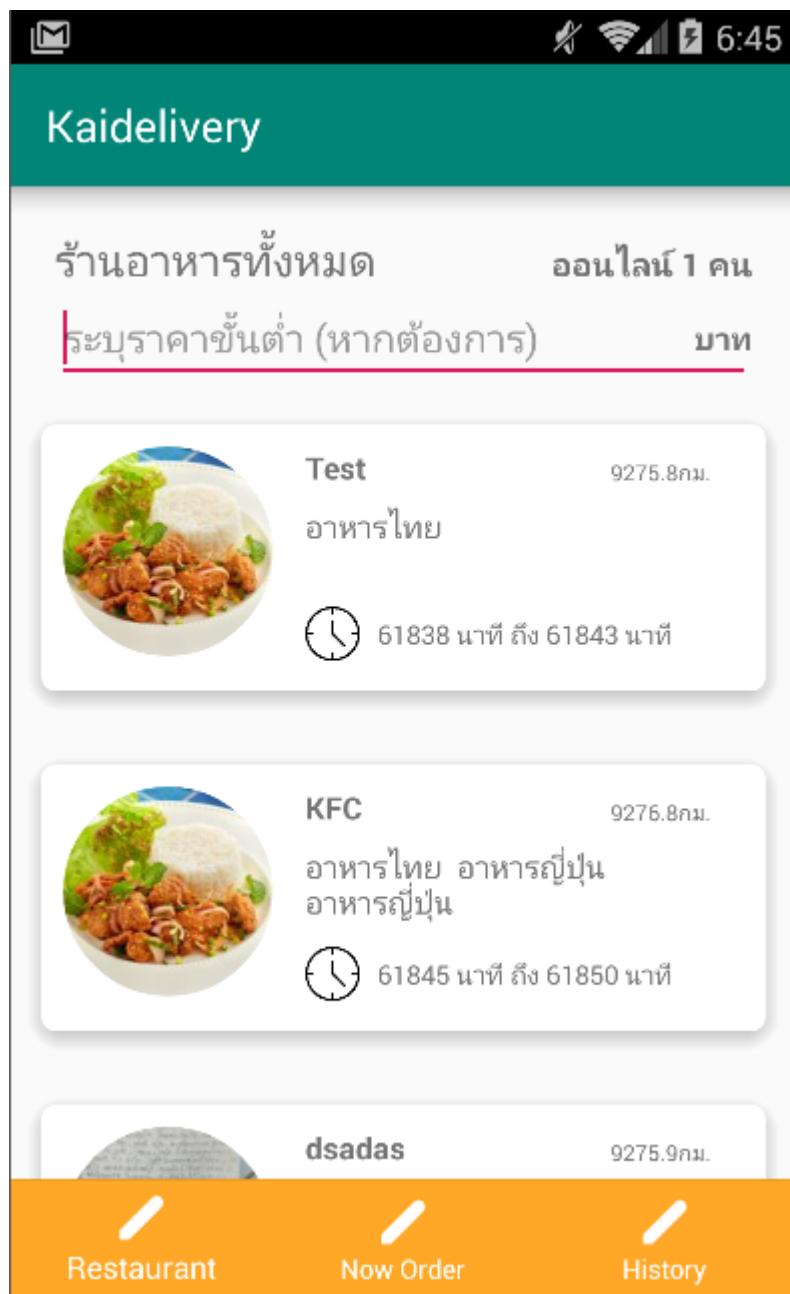 6:45
Kaidelivery
ร้านอาหารทั้งหมด ออนไลน์ 1 คน
ระบุราคาขั้นต่ำ (หากต้องการ) บาท
Test 9275.8กม.
อาหารไทย
61838 นาที ถึง 61843 นาที
KFC 9276.8กม.
อาหารไทย อาหารญี่ปุ่น
อาหารญี่ปุ่น
61845 นาที ถึง 61850 นาที
dsadas 9275.9กม.
Restaurant Now Order History